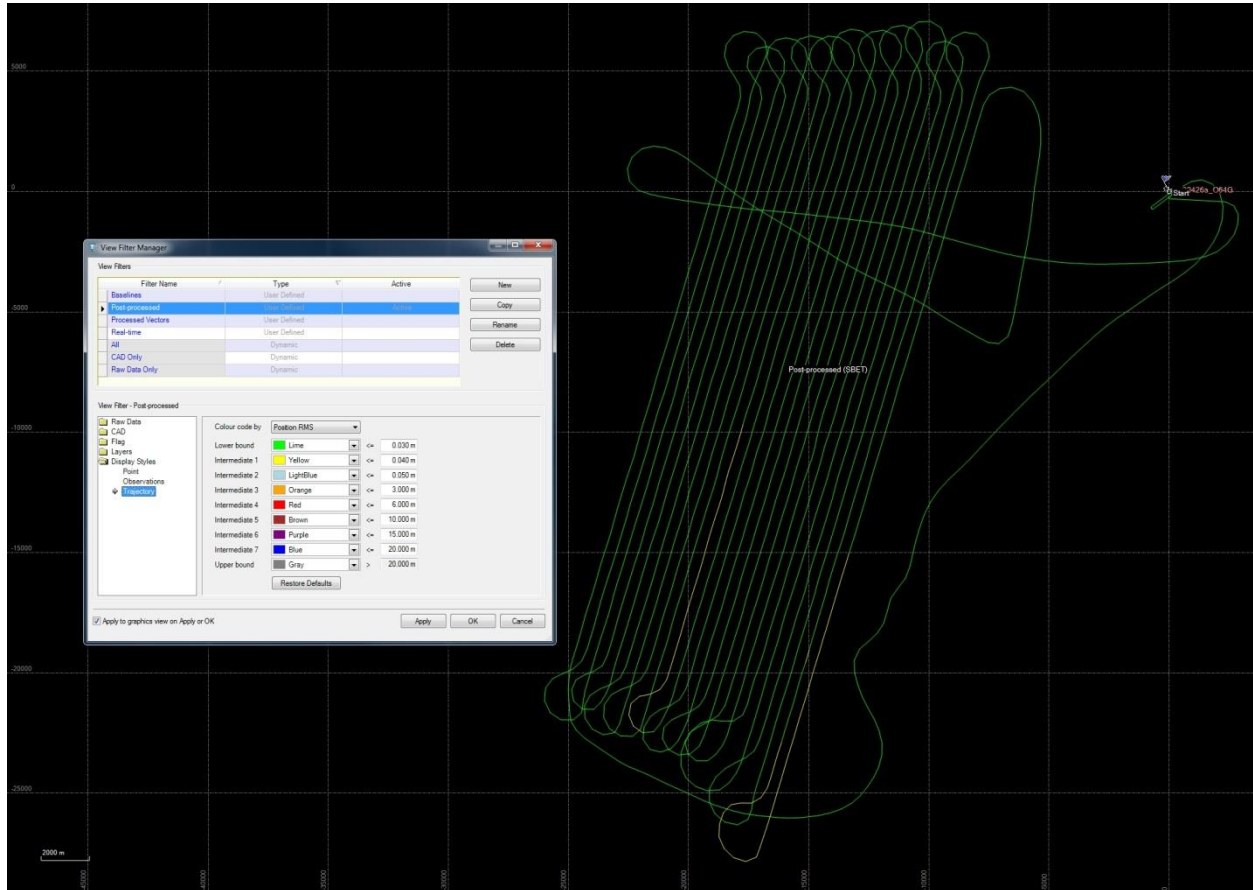 5000
0
-5000
-10000
-15000
-20000
-25000
2000 m
Start
Post-processed (SBET)
View Filter Manager
View Filters
Filter Name Type Active
Baselines User Defined
Post-processed User Defined Active
Processed Vectors User Defined
Real-time User Defined
All Dynamic
CAD Only Dynamic
Raw Data Only Dynamic
New
Copy
Rename
Delete
View Filter - Post-processed
Raw Data
CAD
Flag
Layers
Display Styles
Point
Observations
Trajectory
Colour code by Position RMS
Lower bound Lime <= 0.030 m
Intermediate 1 Yellow <= 0.040 m
Intermediate 2 LightBlue <= 0.050 m
Intermediate 3 Orange <= 3.000 m
Intermediate 4 Red <= 6.000 m
Intermediate 5 Brown <= 10.000 m
Intermediate 6 Purple <= 15.000 m
Intermediate 7 Blue <= 20.000 m
Upper bound Gray > 20.000 m
Restore Defaults
Apply to graphics view on Apply or OK
Apply OK Cancel